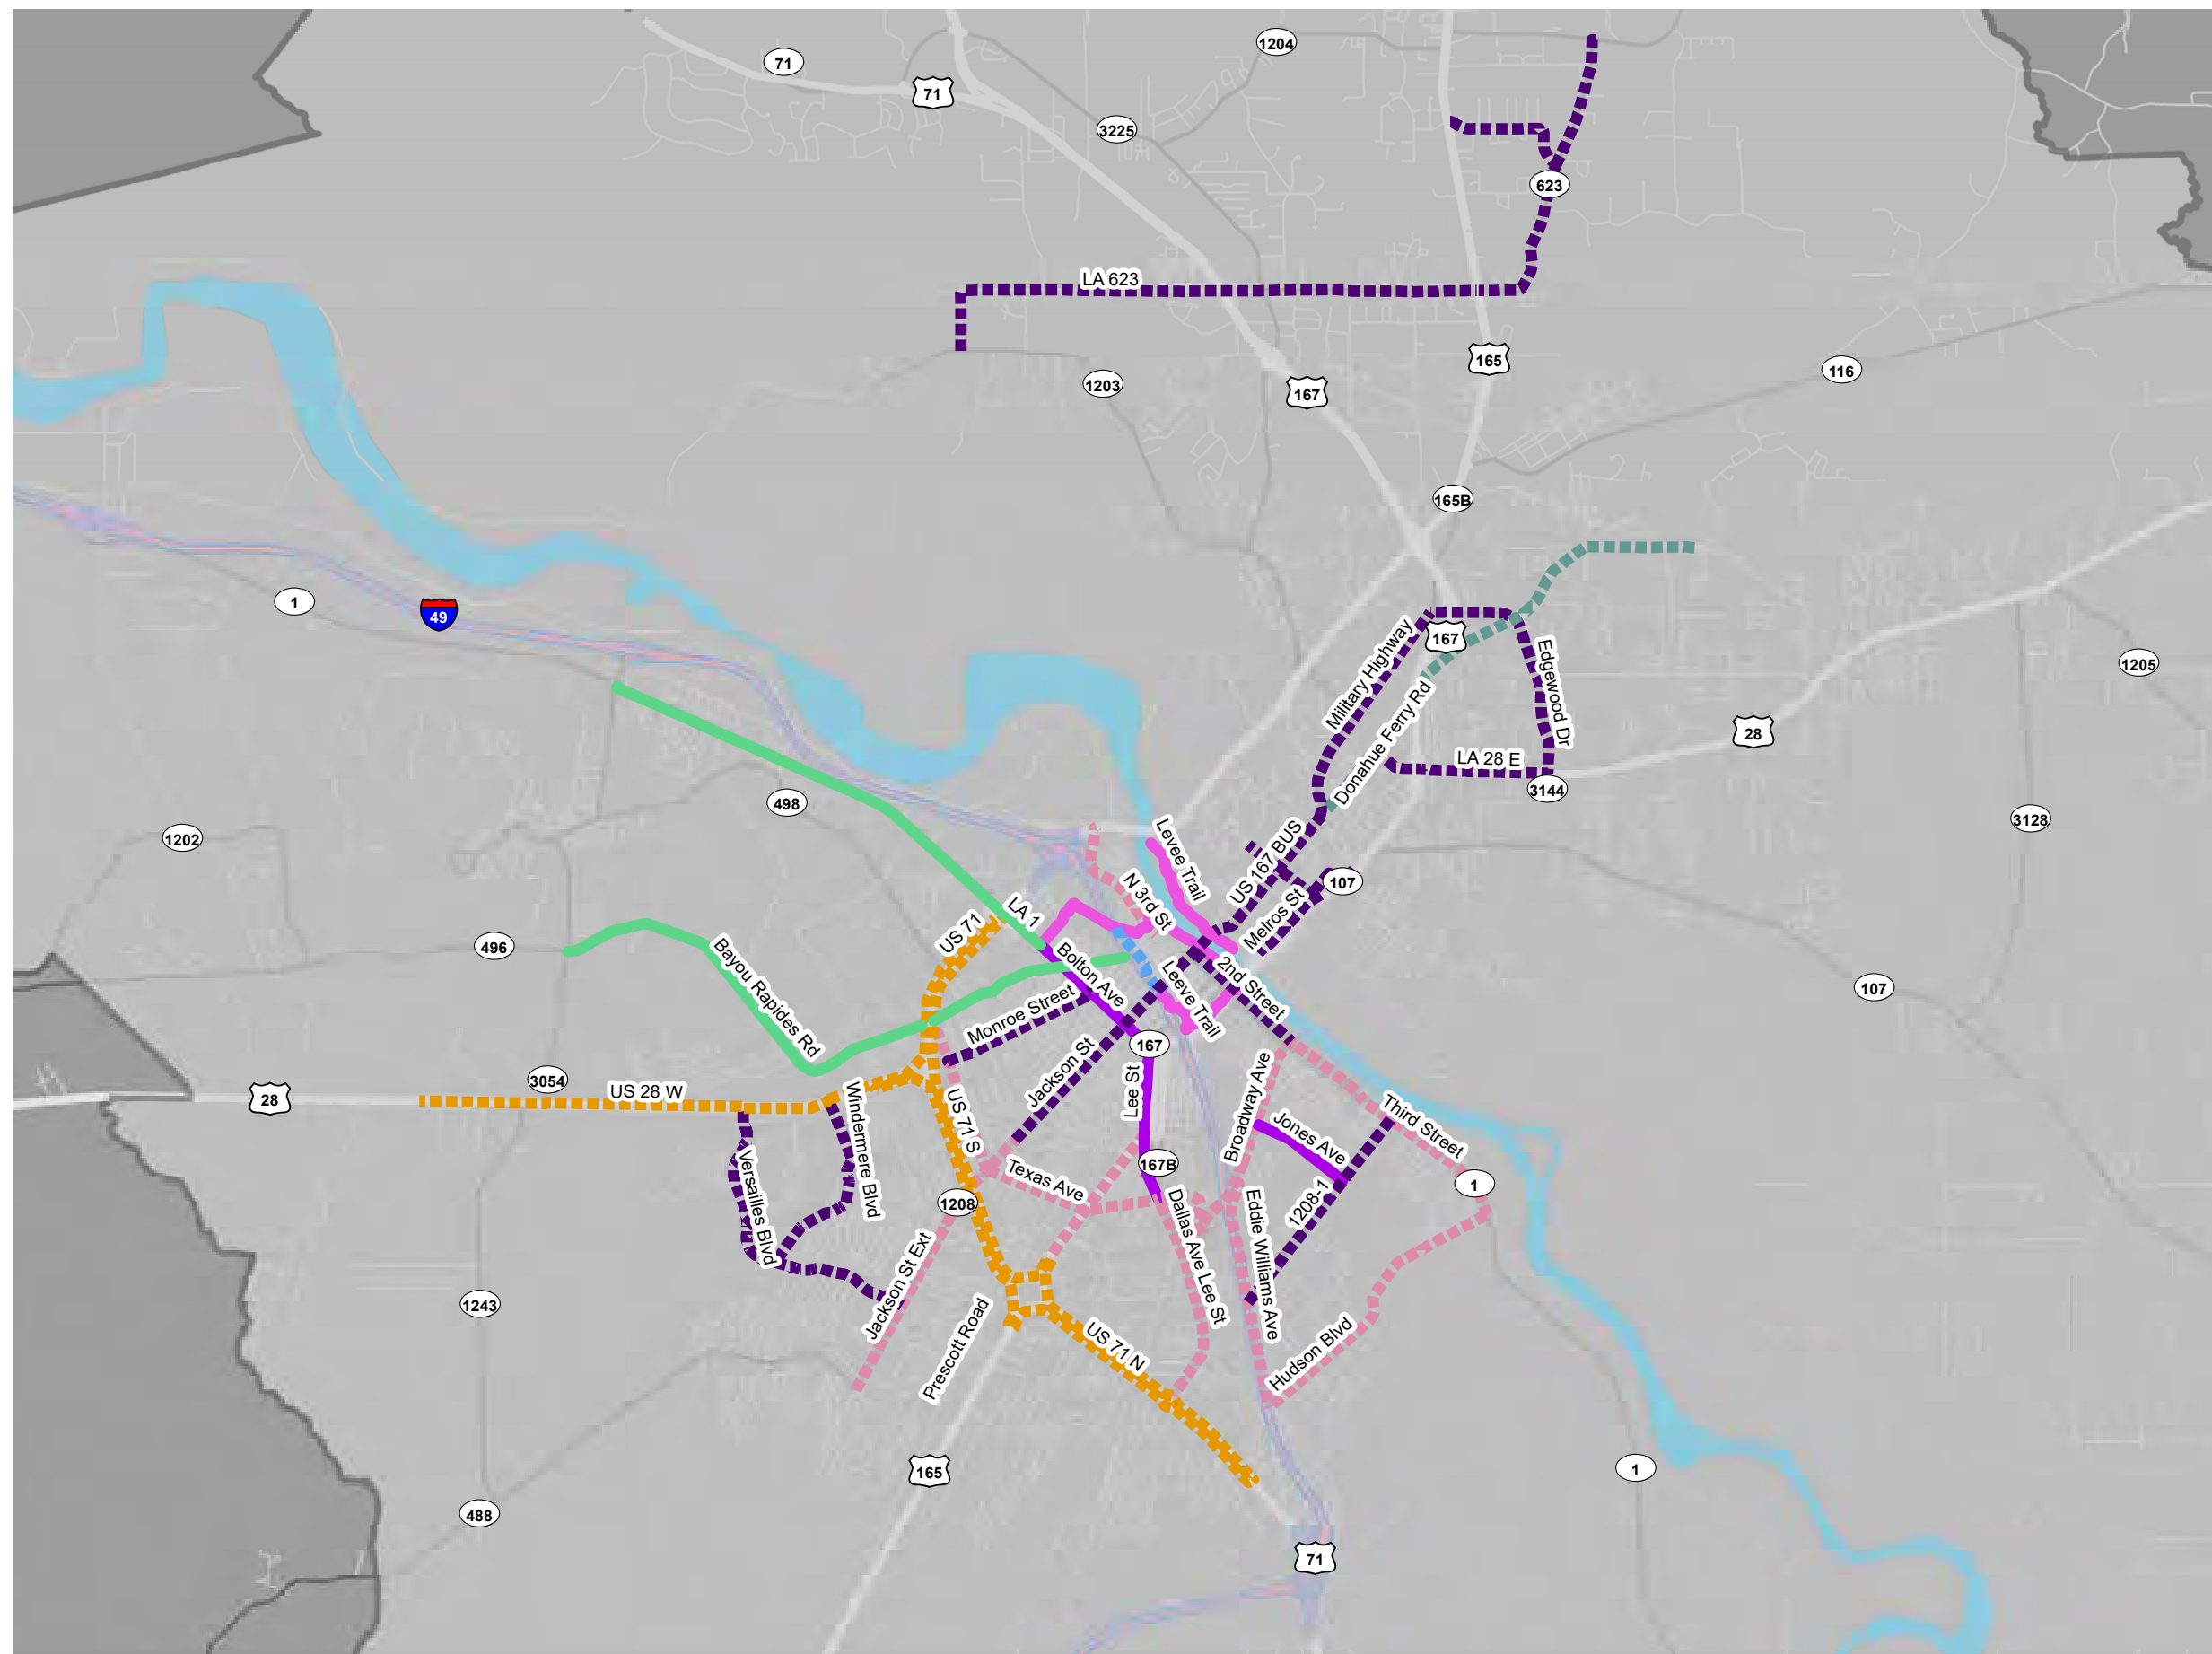 1204
71
71
3225
623
LA 623
165
116
1203
167
165B
1
49
167
Military Highway
Edgewood Dr
1205
Donahue Ferry Rd
28
LA 28 E
3144
498
3128
1202
Levee Trail
US 167 BUS
107
N 3rd St
LA 1
Melros St
US 71
496
Bayou Rapides Rd
Bolton Ave
Leeve Trail
2nd Street
107
Monroe Street
167
Jackson St
3054
US 28 W
28
Windermere Blvd
US 71 S
Lee St
Broadway Ave
Jones Ave
Third Street
Versailles Blvd
Texas Ave
167B
1
1208
1208-1
Dallas Ave Lee St
Eddie Williams Ave
Jackson St Ext
1243
Prescott Road
US 71 N
Hudson Blvd
165
1
488
71